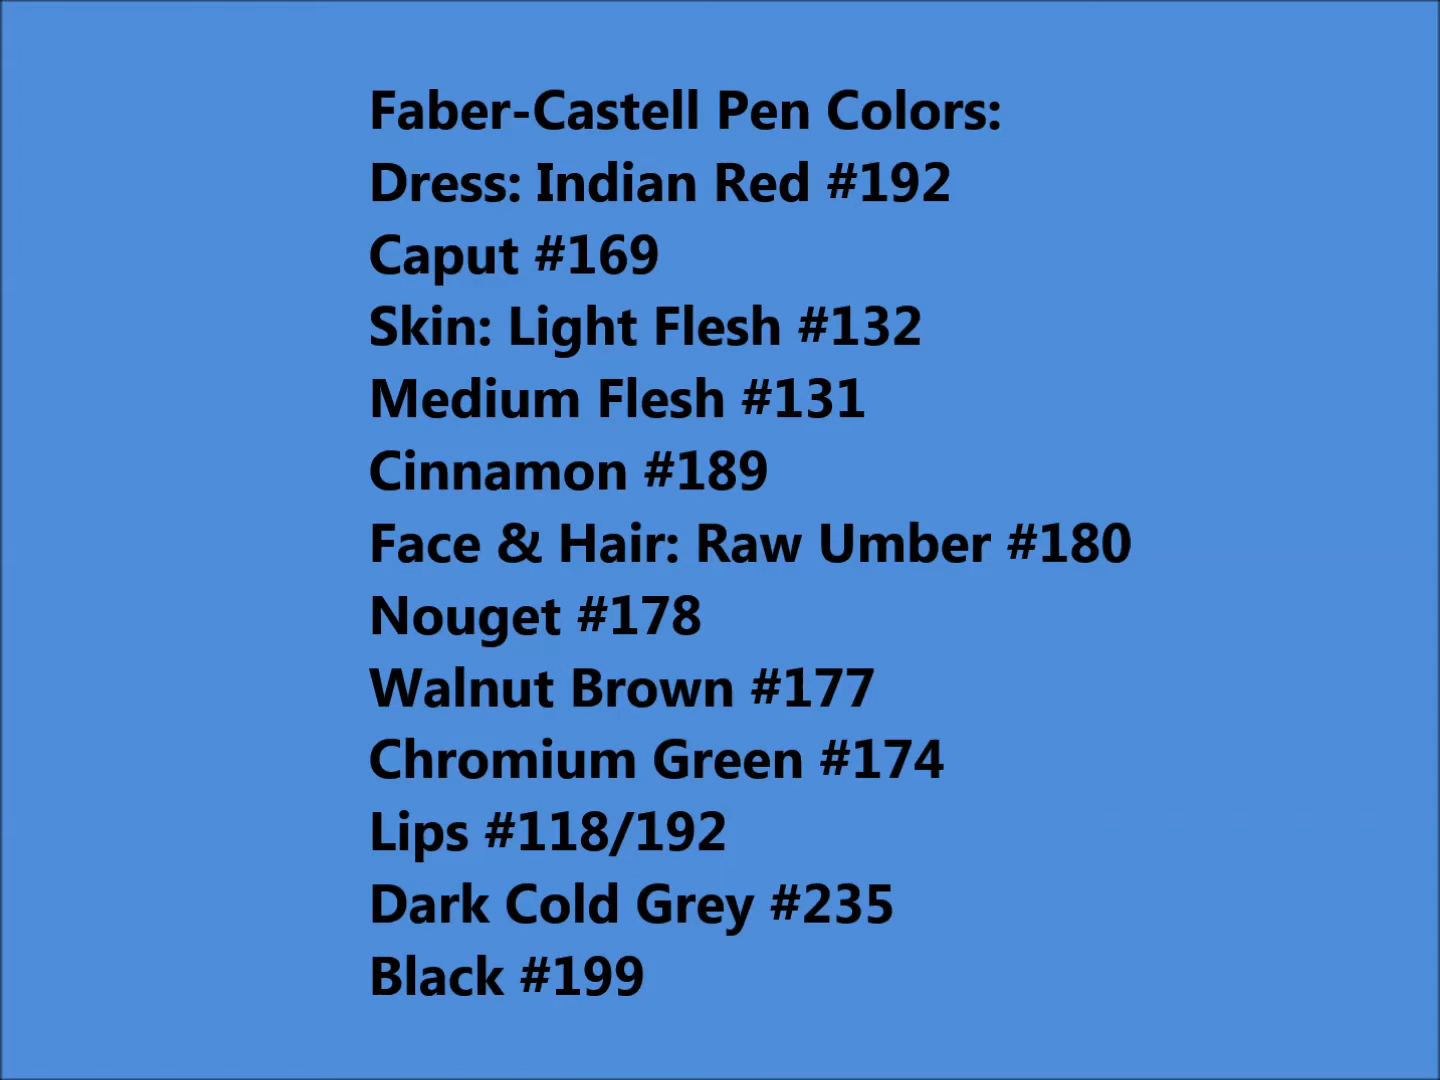 Faber-Castell Pen Colors:
Dress: Indian Red #192
Caput #169
Skin: Light Flesh #132
Medium Flesh #131
Cinnamon #189
Face & Hair: Raw Umber #180
Nouget #178
Walnut Brown #177
Chromium Green #174
Lips #118/192
Dark Cold Grey #235
Black #199